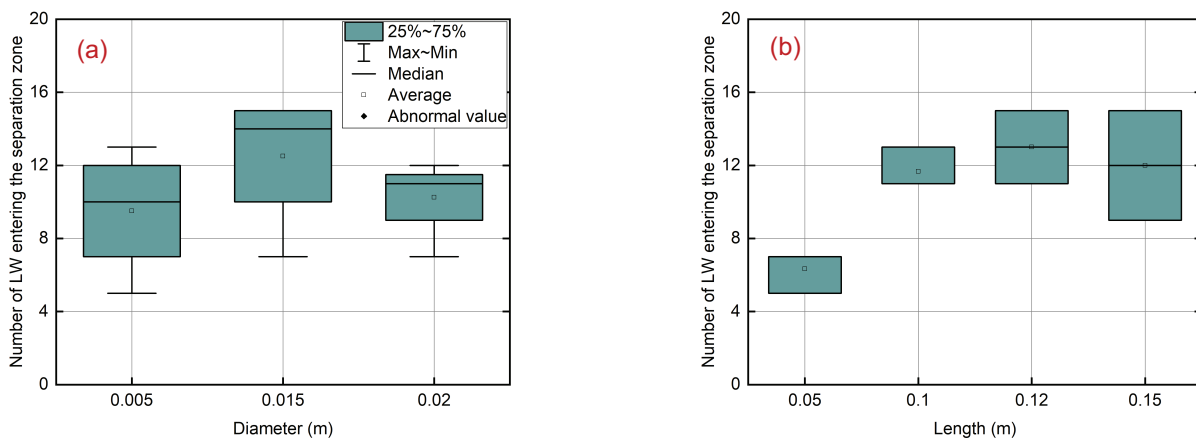 (a)
25%~75%
Max~Min
Median
Average
Abnormal value
Number of LW entering the separation zone
20
16
12
8
4
0
0.005 0.015 0.02
Diameter (m)
(b)
Number of LW entering the separation zone
20
16
12
8
4
0
0.05 0.1 0.12 0.15
Length (m)